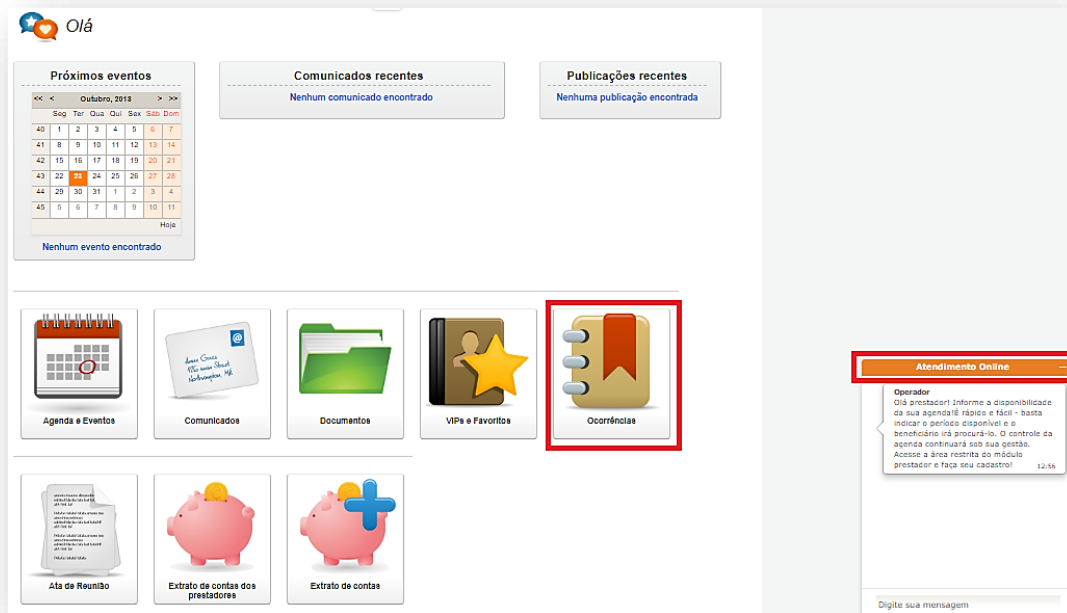 Olá
Próximos eventos
<< < Outubro, 2018 > >>
Seg Ter Qua Qui Sex Sáb Dom
40 1 2 3 4 5 6 7
41 8 9 10 11 12 13 14
42 15 16 17 18 19 20 21
43 22 23 24 25 26 27 28
44 29 30 31 1 2 3 4
45 5 6 7 8 9 10 11
Hoje
Nenhum evento encontrado
Comunicados recentes
Nenhum comunicado encontrado
Publicações recentes
Nenhuma publicação encontrada
Agenda e Eventos
@
Comunicados
Documentos
VIPs e Favoritos
Ocorrências
Ata de Reunião
Extrato de contas dos
prestadores
Extrato de contas
Atendimento Online
Operador
Olá prestador! Informe a disponibilidade
da sua agenda!É rápido e fácil - basta
indicar o período disponível e o
beneficiário irá procurá-lo. O controle da
agenda continuará sob sua gestão.
Acesse a área restrita do módulo
prestador e faça seu cadastro!
12:56
Digite sua mensagem